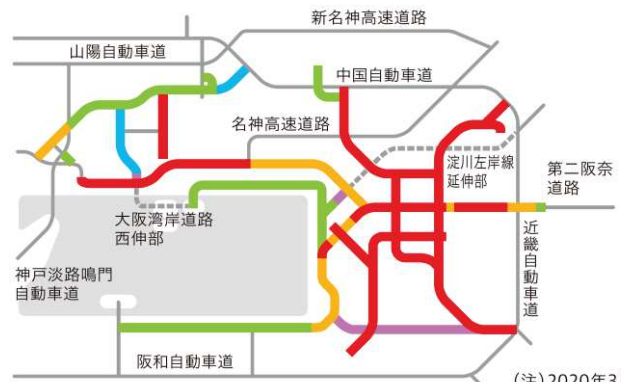 新名神高速道路
山陽自動車道
中国自動車道
名神高速道路
淀川左岸線
延伸部
第二阪奈
道路
大阪湾岸道路
西伸部
近畿自動車道
神戸淡路鳴門
自動車道
阪和自動車道
(注)2020年3